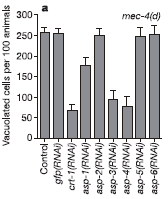 a
mec-4(d)
Vacuolated cells per 100 animals
300
250
200
150
100
50
0
Control
gfp(RNAi)
crt-1(RNAi)
asp-1(RNAi)
asp-2(RNAi)
asp-3(RNAi)
asp-4(RNAi)
asp-5(RNAi)
asp-6(RNAi)